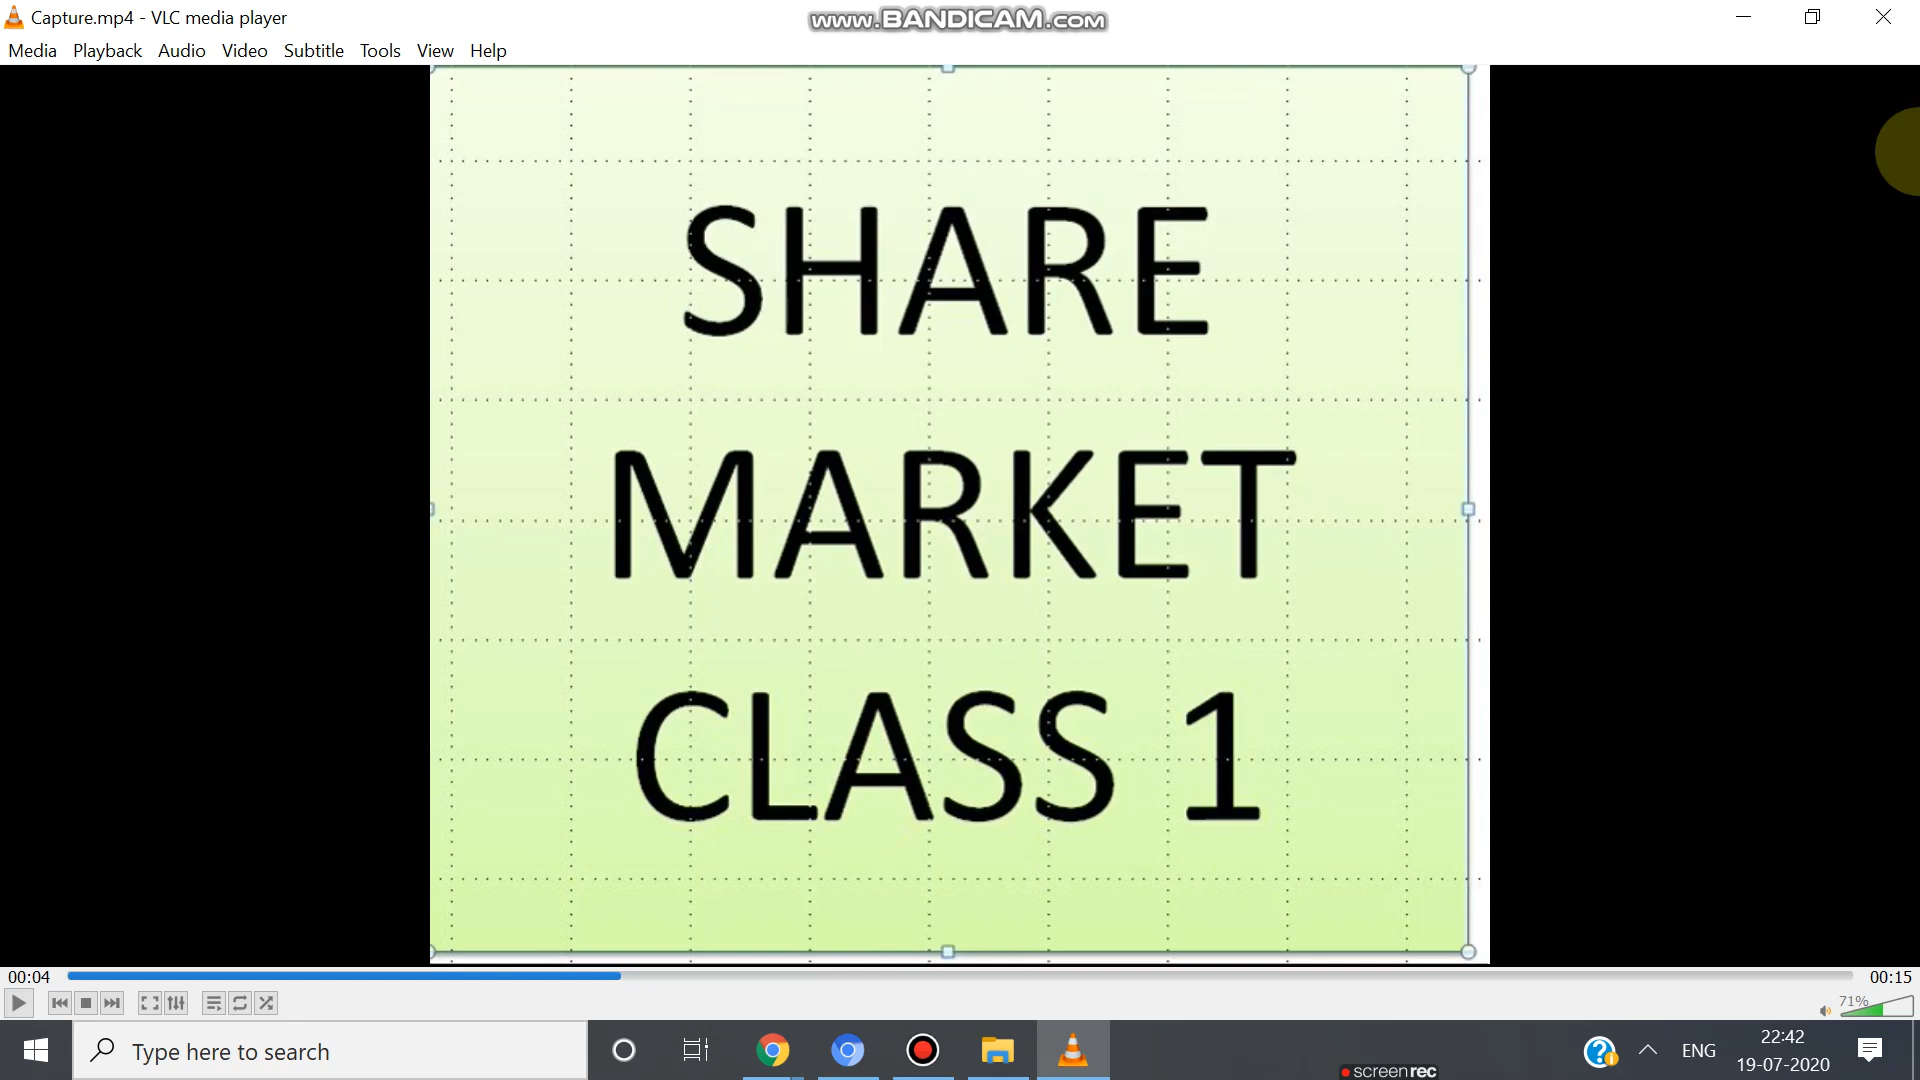 Capture.mp4 - VLC media player
www.BANDICAM.com
Media Playback Audio Video Subtitle Tools View Help
SHARE
MARKET
CLASS 1
00:04
00:15
71%
Type here to search
screenrec
ENG
22:42
19-07-2020